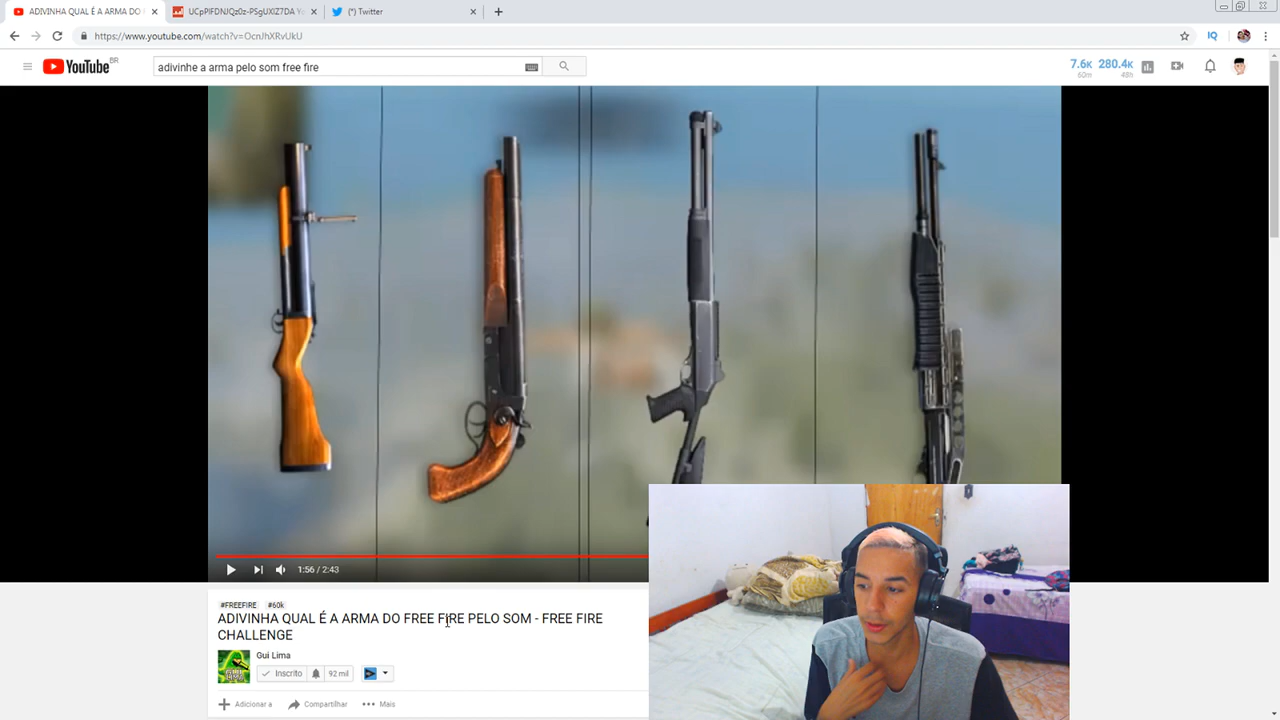 ADIVINHA QUAL É A ARMA DO F
UCpPIFDNJQz0z-PSgUXlZ7DA Yo
(*) Twitter
https://www.youtube.com/watch?v=OcnJhXRvUkU
YouTube BR
adivinhe a arma pelo som free fire
7.6K 280.4K
60m 48h
1:56 / 2:43
#FREEFIRE #60k
ADIVINHA QUAL É A ARMA DO FREE FIRE PELO SOM - FREE FIRE
CHALLENGE
Gui Lima
Inscrito 92 mil
Adicionar a Compartilhar Mais